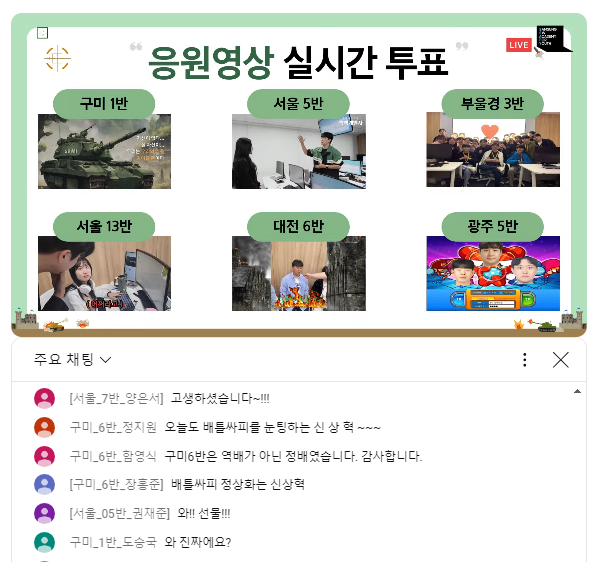 응원영상 실시간 투표
LIVE
SAMSUNG
SW
ACADEMY
FOR
YOUTH
구미 1반
서울 5반
부울경 3반
서울 13반
대전 6반
광주 5반
주요 채팅
[서울_7반_양은서] 고생하셨습니다~!!!
구미_6반_정지원 오늘도 배틀싸피를 눈팅하는 신 상 혁 ~~~
구미_6반_함영식 구미6반은 역배가 아닌 정배였습니다. 감사합니다.
[구미_6반_장홍준] 배틀싸피 정상화는 신상혁
[서울_05반_권재준] 와!! 선물!!!
구미_1반_도승국 와 진짜에요?